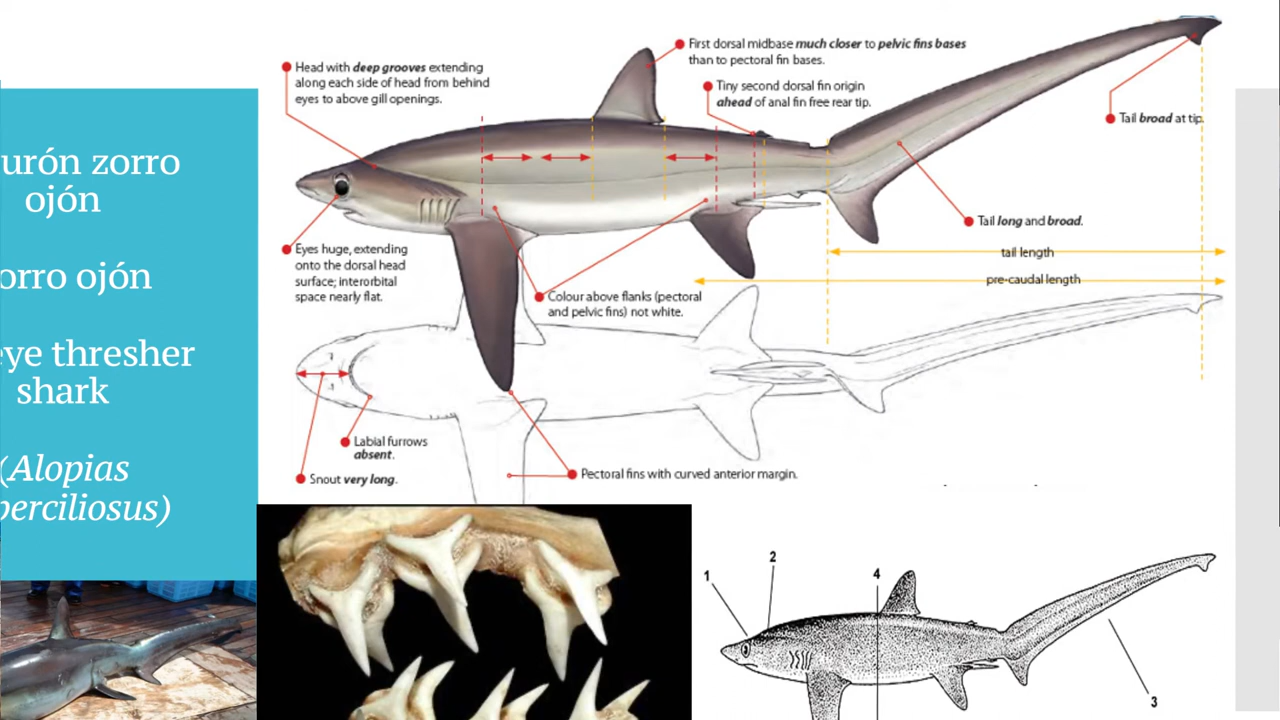 urón zorro
ojón
orro ojón
eye thresher
shark
(Alopias
perciliosus)
Head with deep grooves extending
along each side of head from behind
eyes to above gill openings.
First dorsal midbase much closer to pelvic fins bases
than to pectoral fin bases.
Tiny second dorsal fin origin
ahead of anal fin free rear tip.
Tail broad at tip.
Tail long and broad.
Eyes huge, extending
onto the dorsal head
surface; interorbital
space nearly flat.
Colour above flanks (pectoral
and pelvic fins) not white.
tail length
pre-caudal length
Labial furrows
absent.
Snout very long.
Pectoral fins with curved anterior margin.
1
2
4
3